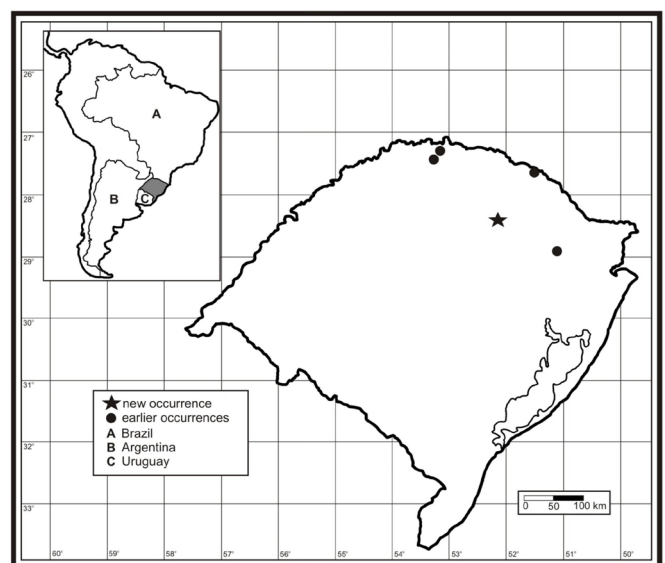 26°
A
27°
28°
B
C
29°
30°
31°
★ new occurrence
● earlier occurrences
A Brazil
B Argentina
C Uruguay
32°
33°
0 50 100 km
60° 59° 58° 57° 56° 55° 54° 53° 52° 51° 50°